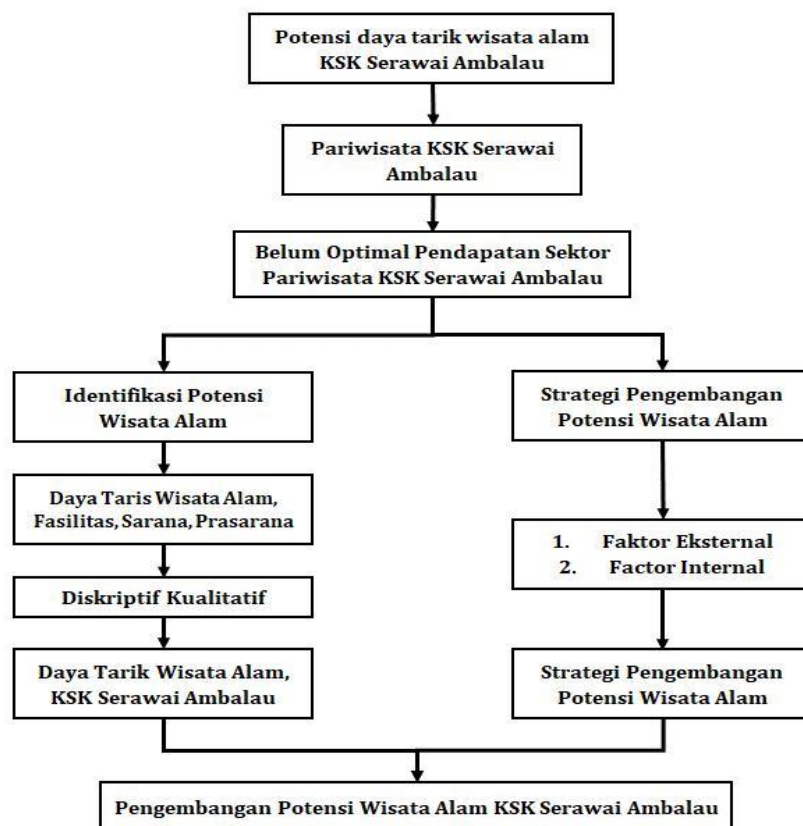 Potensi daya tarik wisata alam
KSK Serawai Ambalau
Pariwisata KSK Serawai
Ambalau
Belum Optimal Pendapatan Sektor
Pariwisata KSK Serawai Ambalau
Identifikasi Potensi
Wisata Alam
Daya Taris Wisata Alam,
Fasilitas, Sarana, Prasarana
Diskriptif Kualitatif
Daya Tarik Wisata Alam,
KSK Serawai Ambalau
Strategi Pengembangan
Potensi Wisata Alam
1. Faktor Eksternal
2. Factor Internal
Strategi Pengembangan
Potensi Wisata Alam
Pengembangan Potensi Wisata Alam KSK Serawai Ambalau